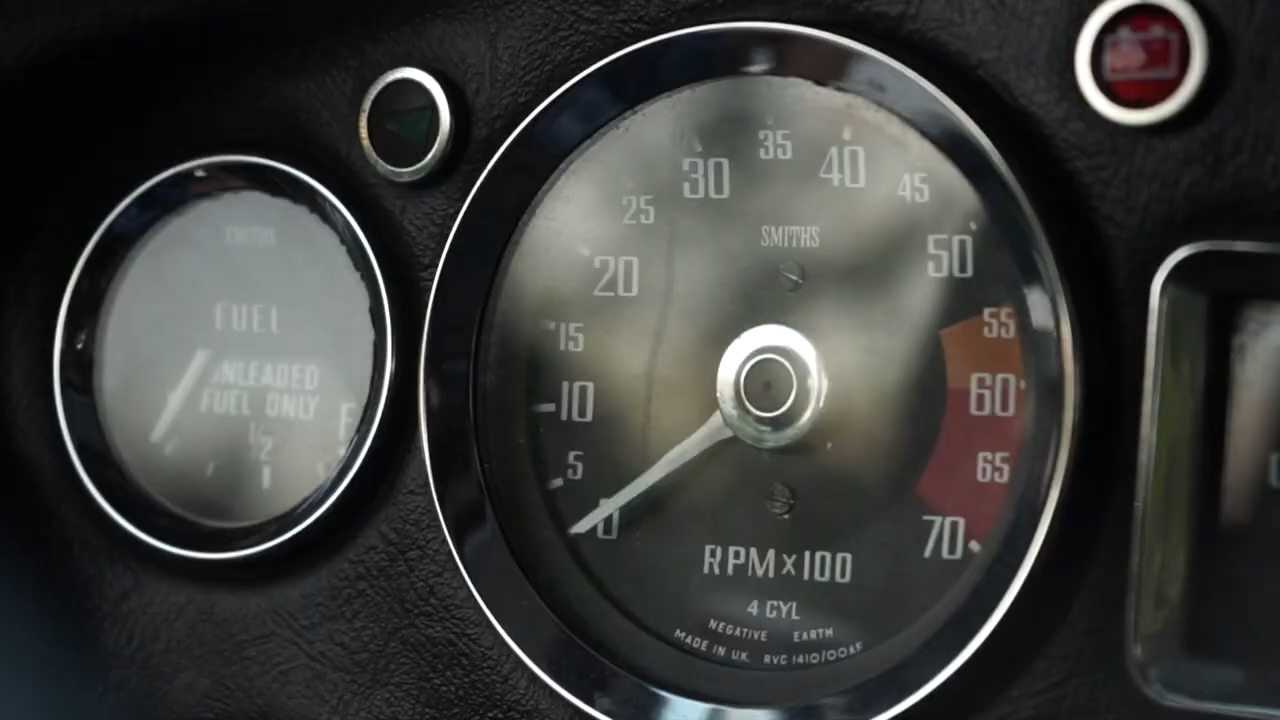 SMITHS
FUEL
UNLEADED
FUEL ONLY
1/2
F
0
5
10
15
20
25
30
35
40
45
50
55
60
65
70
SMITHS
RPM×100
4 CYL
NEGATIVE EARTH
MADE IN U.K. RVC 1410/00AF